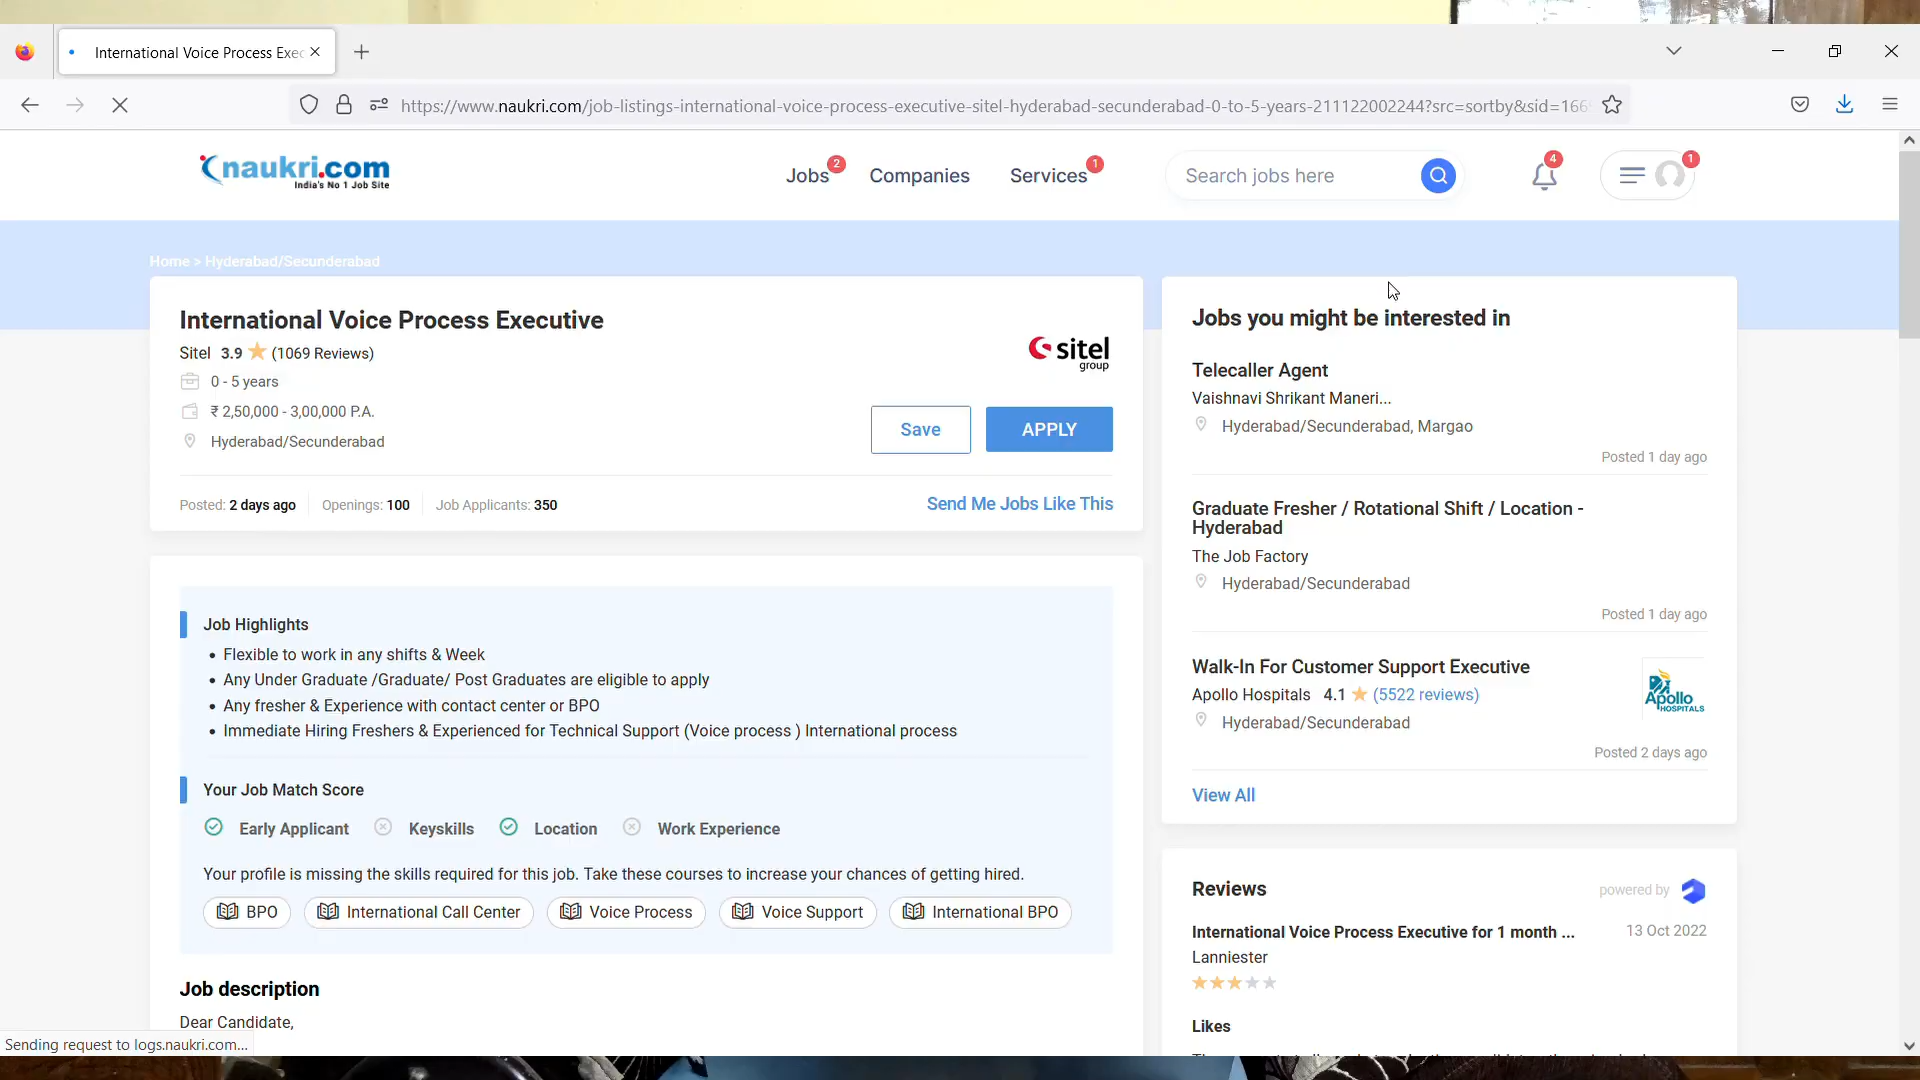 International Voice Process Exec
https://www.naukri.com/job-listings-international-voice-process-executive-sitel-hyderabad-secunderabad-0-to-5-years-211122002244?src=sortby&sid=166
naukri.com
India's No 1 Job Site
Jobs 2
Companies
Services 1
Search jobs here
4
1
Home > Hyderabad/Secunderabad
International Voice Process Executive
Sitel 3.9 (1069 Reviews)
0 - 5 years
₹ 2,50,000 - 3,00,000 P.A.
Hyderabad/Secunderabad
sitel
group
Save
APPLY
Posted: 2 days ago Openings: 100 Job Applicants: 350
Send Me Jobs Like This
Job Highlights
• Flexible to work in any shifts & Week
• Any Under Graduate /Graduate/ Post Graduates are eligible to apply
• Any fresher & Experience with contact center or BPO
• Immediate Hiring Freshers & Experienced for Technical Support (Voice process ) International process
Your Job Match Score
Early Applicant Keyskills Location Work Experience
Your profile is missing the skills required for this job. Take these courses to increase your chances of getting hired.
BPO International Call Center Voice Process Voice Support International BPO
Job description
Dear Candidate,
Sending request to logs.naukri.com...
Jobs you might be interested in
Telecaller Agent
Vaishnavi Shrikant Maneri...
Hyderabad/Secunderabad, Margao
Posted 1 day ago
Graduate Fresher / Rotational Shift / Location -
Hyderabad
The Job Factory
Hyderabad/Secunderabad
Posted 1 day ago
Walk-In For Customer Support Executive
Apollo Hospitals 4.1 (5522 reviews)
Hyderabad/Secunderabad
Apollo
HOSPITALS
Posted 2 days ago
View All
Reviews
powered by
International Voice Process Executive for 1 month ...
13 Oct 2022
Lanniester
Likes